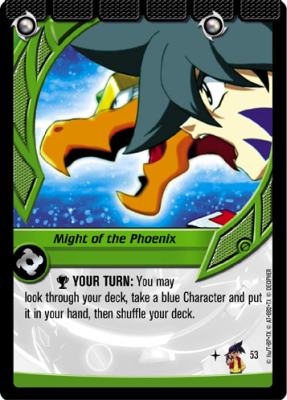 Might of the Phoenix
YOUR TURN: You may
look through your deck, take a blue Character and put
it in your hand, then shuffle your deck.
53